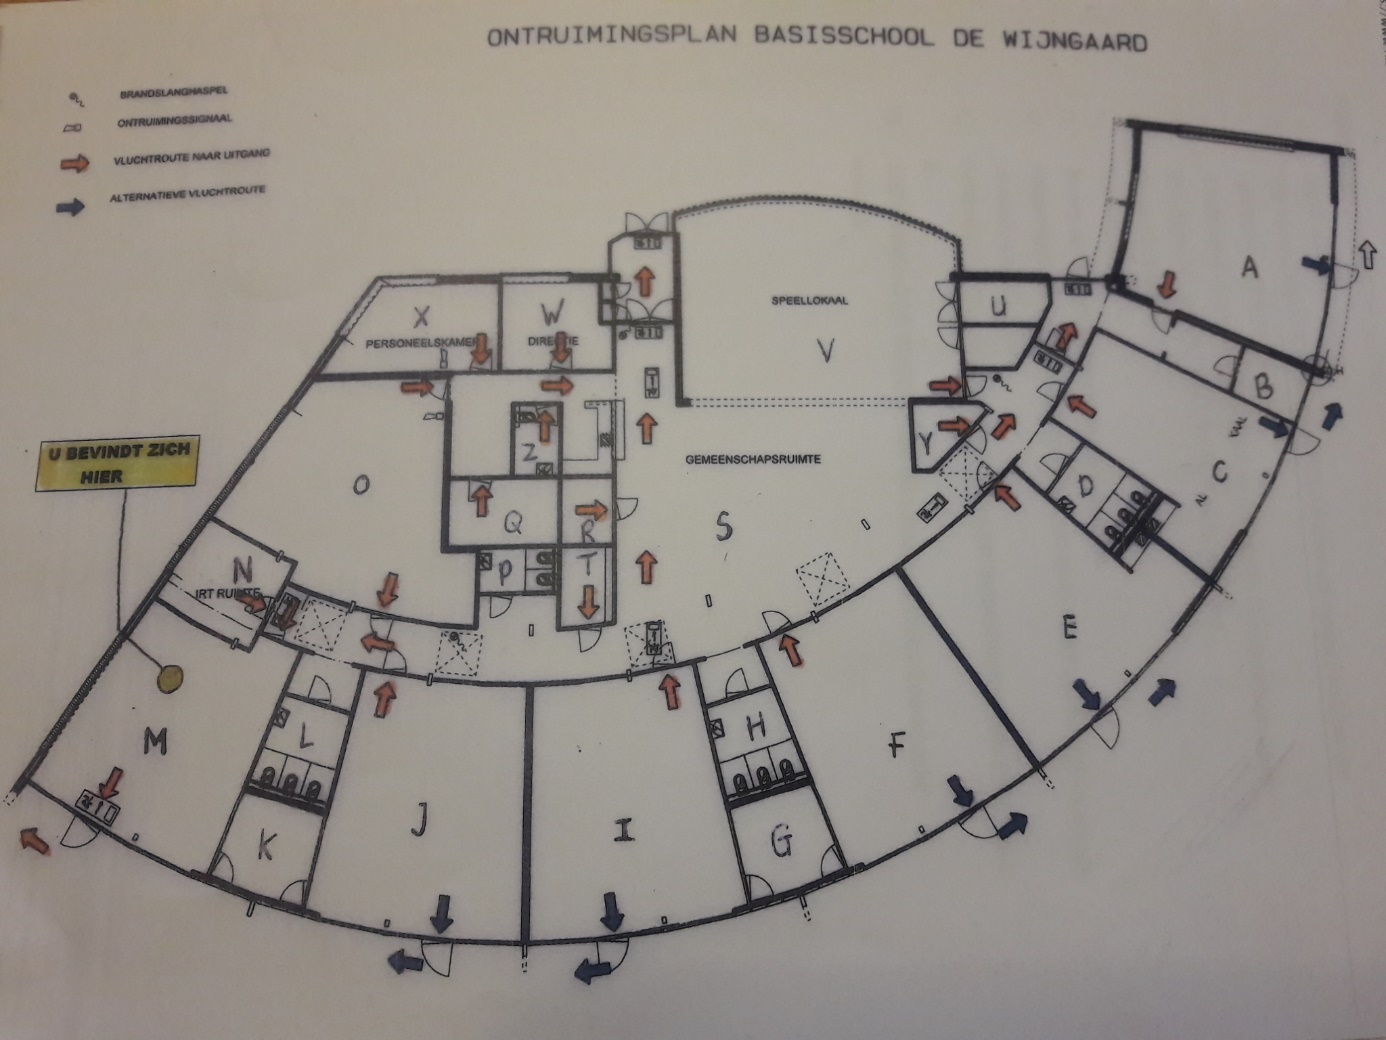 ONTRUIMINGSPLAN BASISSCHOOL DE WIJNGAARD
BRANDSLANGHASPEL
ONTRUIMINGSSIGNAAL
VLUCHTROUTE NAAR UITGANG
ALTERNATIEVE VLUCHTROUTE
A
X
W
SPEELLOKAAL
U
PERSONEELSKAMER
DIRECTIE
V
B
U BEVINDT ZICH
HIER
Z
Y
GEMEENSCHAPSRUIMTE
O
Q
R
S
D
C
N
IRT RUIMTE
P
T
E
M
L
H
F
J
I
K
G